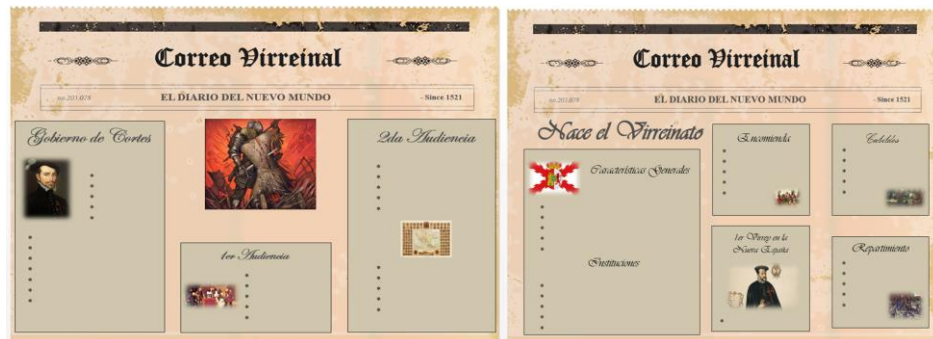 Correo Virreinal
EL DIARIO DEL NUEVO MUNDO
- Since 1521
Gobierno de Cortes
1er Audiencia
2da Audiencia
Correo Virreinal
EL DIARIO DEL NUEVO MUNDO
- Since 1521
Nace el Virreinato
Características Generales
Instituciones
Encomienda
1er Virrey en la
Nueva España
Cabildos
Repartimiento